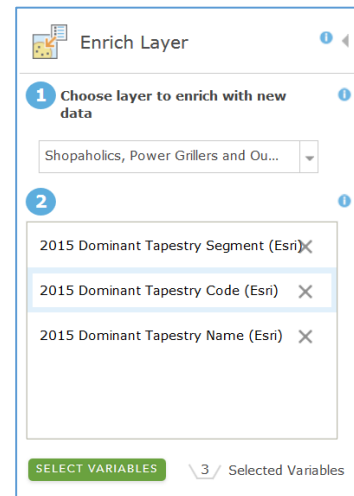 Enrich Layer
1 Choose layer to enrich with new
data
Shopaholics, Power Grillers and Ou...
2
2015 Dominant Tapestry Segment (Esri)
2015 Dominant Tapestry Code (Esri)
2015 Dominant Tapestry Name (Esri)
SELECT VARIABLES 3 Selected Variables